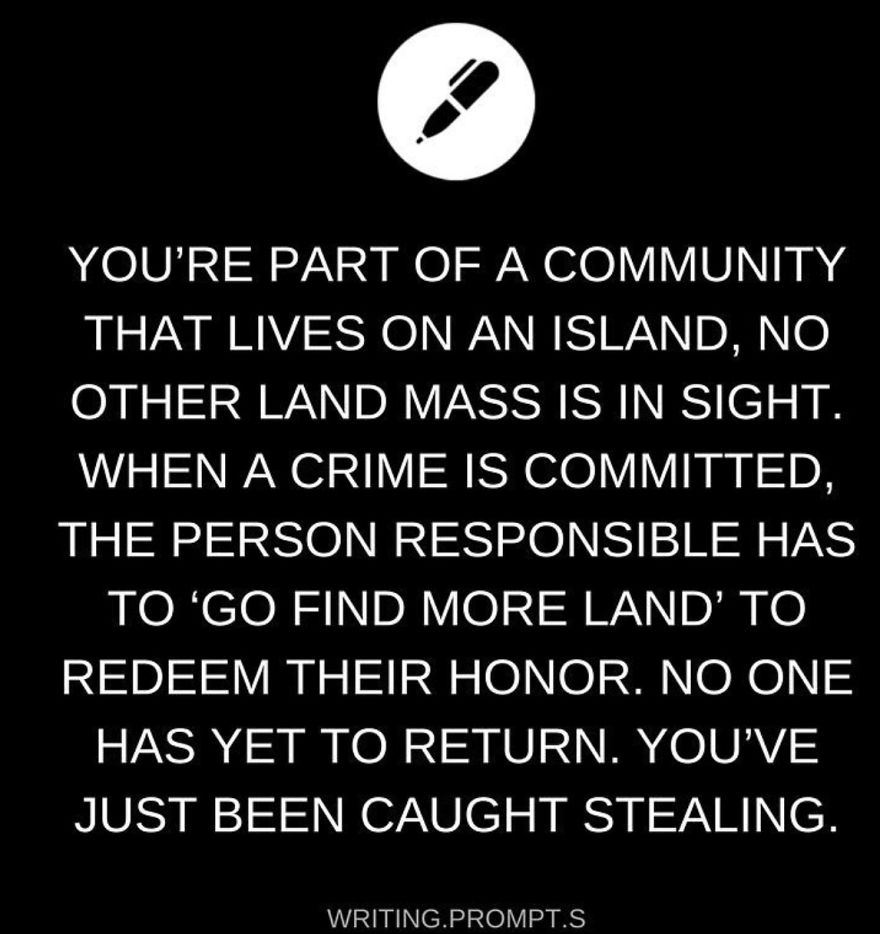 YOU’RE PART OF A COMMUNITY
THAT LIVES ON AN ISLAND, NO
OTHER LAND MASS IS IN SIGHT.
WHEN A CRIME IS COMMITTED,
THE PERSON RESPONSIBLE HAS
TO ‘GO FIND MORE LAND’ TO
REDEEM THEIR HONOR. NO ONE
HAS YET TO RETURN. YOU’VE
JUST BEEN CAUGHT STEALING.
WRITING.PROMPT.S